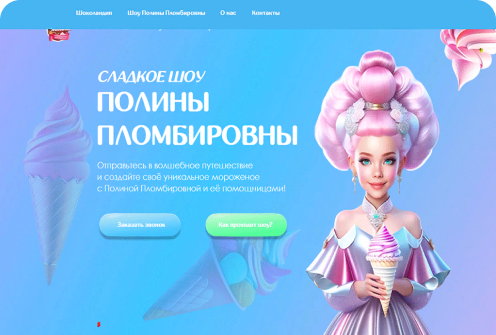 Шоколандия Шоу Полины Пломбировны О нас Контакты
СЛАДКОЕ ШОУ
ПОЛИНЫ
ПЛОМБИРОВНЫ
Отправьтесь в волшебное путешествие
и создайте своё уникальное мороженое
с Полиной Пломбировной и её помощницами!
Заказать звонок Как проходит шоу?